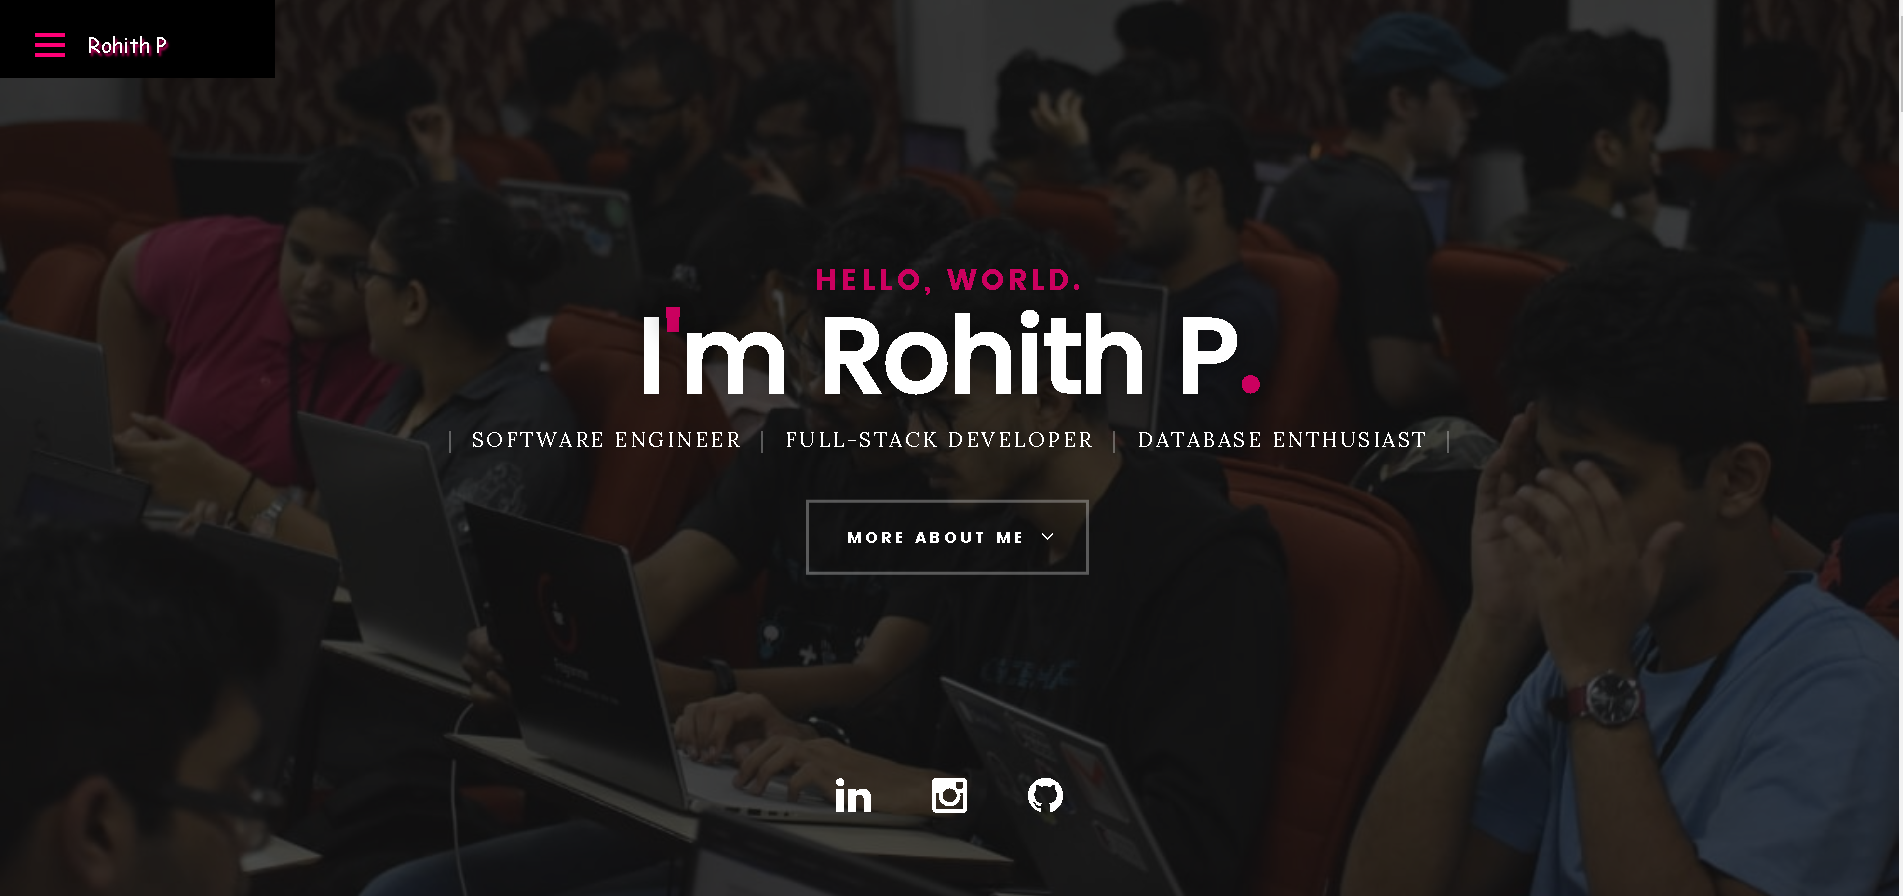 Rohith P
HELLO, WORLD.
I'm Rohith P.
| SOFTWARE ENGINEER | FULL-STACK DEVELOPER | DATABASE ENTHUSIAST |
MORE ABOUT ME
in